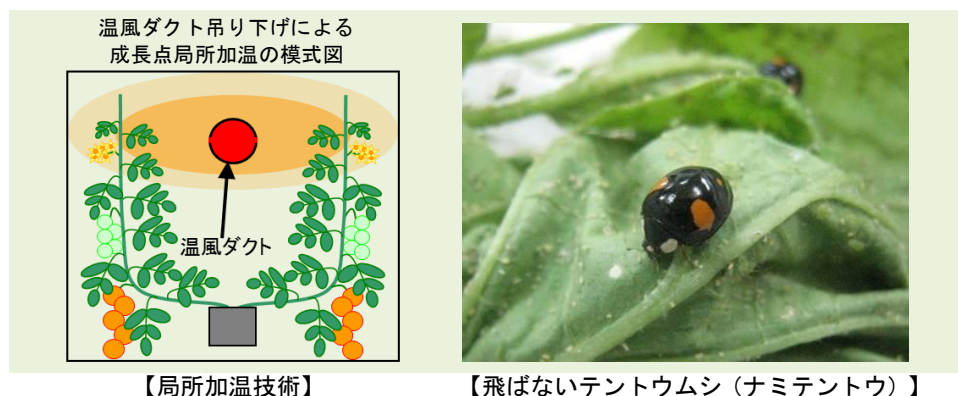 温風ダクト吊り下げによる
成長点局所加温の模式図
温風ダクト
【局所加温技術】
【飛ばないテントウムシ（ナミテントウ）】